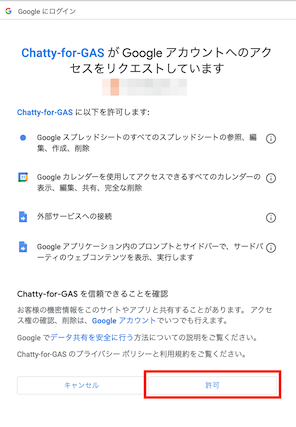 Google にログイン
Chatty-for-GAS が Google アカウントへのアク
セスをリクエストしています
Chatty-for-GAS に以下を許可します:
Google スプレッドシートのすべてのスプレッドシートの参照、編
集、作成、削除
Google カレンダーを使用してアクセスできるすべてのカレンダーの
表示、編集、共有、完全な削除
外部サービスへの接続
Google アプリケーション内のプロンプトとサイドバーで、サードパ
ーティのウェブコンテンツを表示、実行します
Chatty-for-GAS を信頼できることを確認
お客様の機密情報をこのサイトやアプリと共有することがあります。 アクセ
ス権の確認、削除は、Google アカウントでいつでも行えます。
Google でデータ共有を安全に行う方法についての説明をご覧ください。
Chatty-for-GAS のプライバシー ポリシーと利用規約をご覧ください。
キャンセル
許可